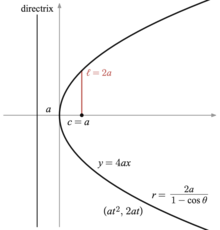 directrix
ℓ = 2a
a
c = a
y = 4ax
r = 2a / (1 − cos θ)
(at², 2at)